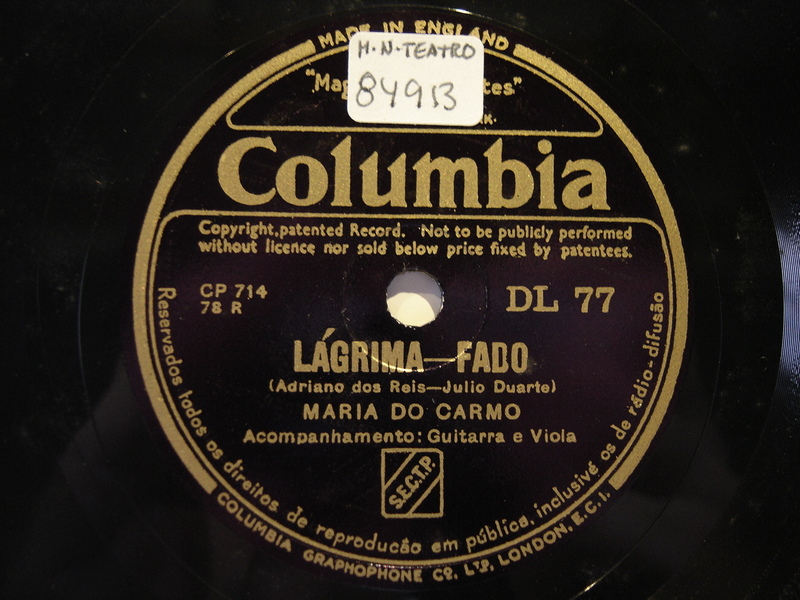 MADE IN ENGLAND
M.N.TEATRO
84913
Columbia
Copyright, patented Record. Not to be publicly performed
without licence nor sold below price fixed by patentees.
CP 714
78 R
DL 77
LÁGRIMA—FADO
(Adriano dos Reis—Julio Duarte)
MARIA DO CARMO
Acompanhamento: Guitarra e Viola
S.E.C.T.P.
Reservados todos os direitos de reprodução em pública, inclusivé os de rádio-difusão
COLUMBIA GRAPHOPHONE CO. LTD, LONDON, E.C.1.